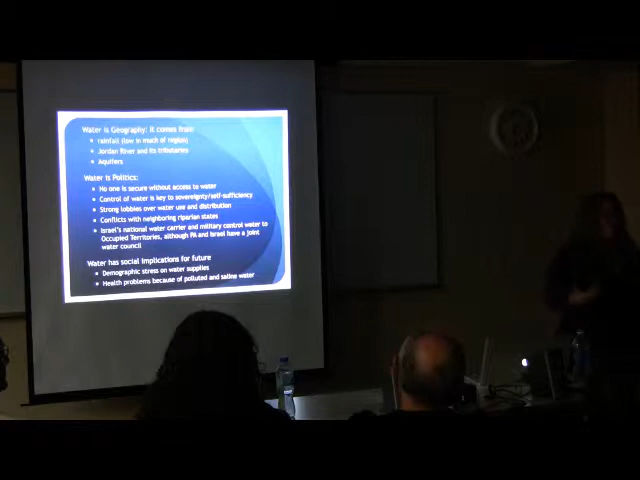 Water is Geography: it comes from:
rainfall (low in much of region)
Jordan River and its tributaries
Aquifers
Water is Politics:
No one is secure without access to water
Control of water is key to sovereignty/self-sufficiency
Strong lobbies over water use and distribution
Conflicts with neighboring riparian states
Israel's national water carrier and military control water to
Occupied Territories, although PA and Israel have a joint
water council
Water has social implications for future
Demographic stress on water supplies
Health problems because of polluted and saline water